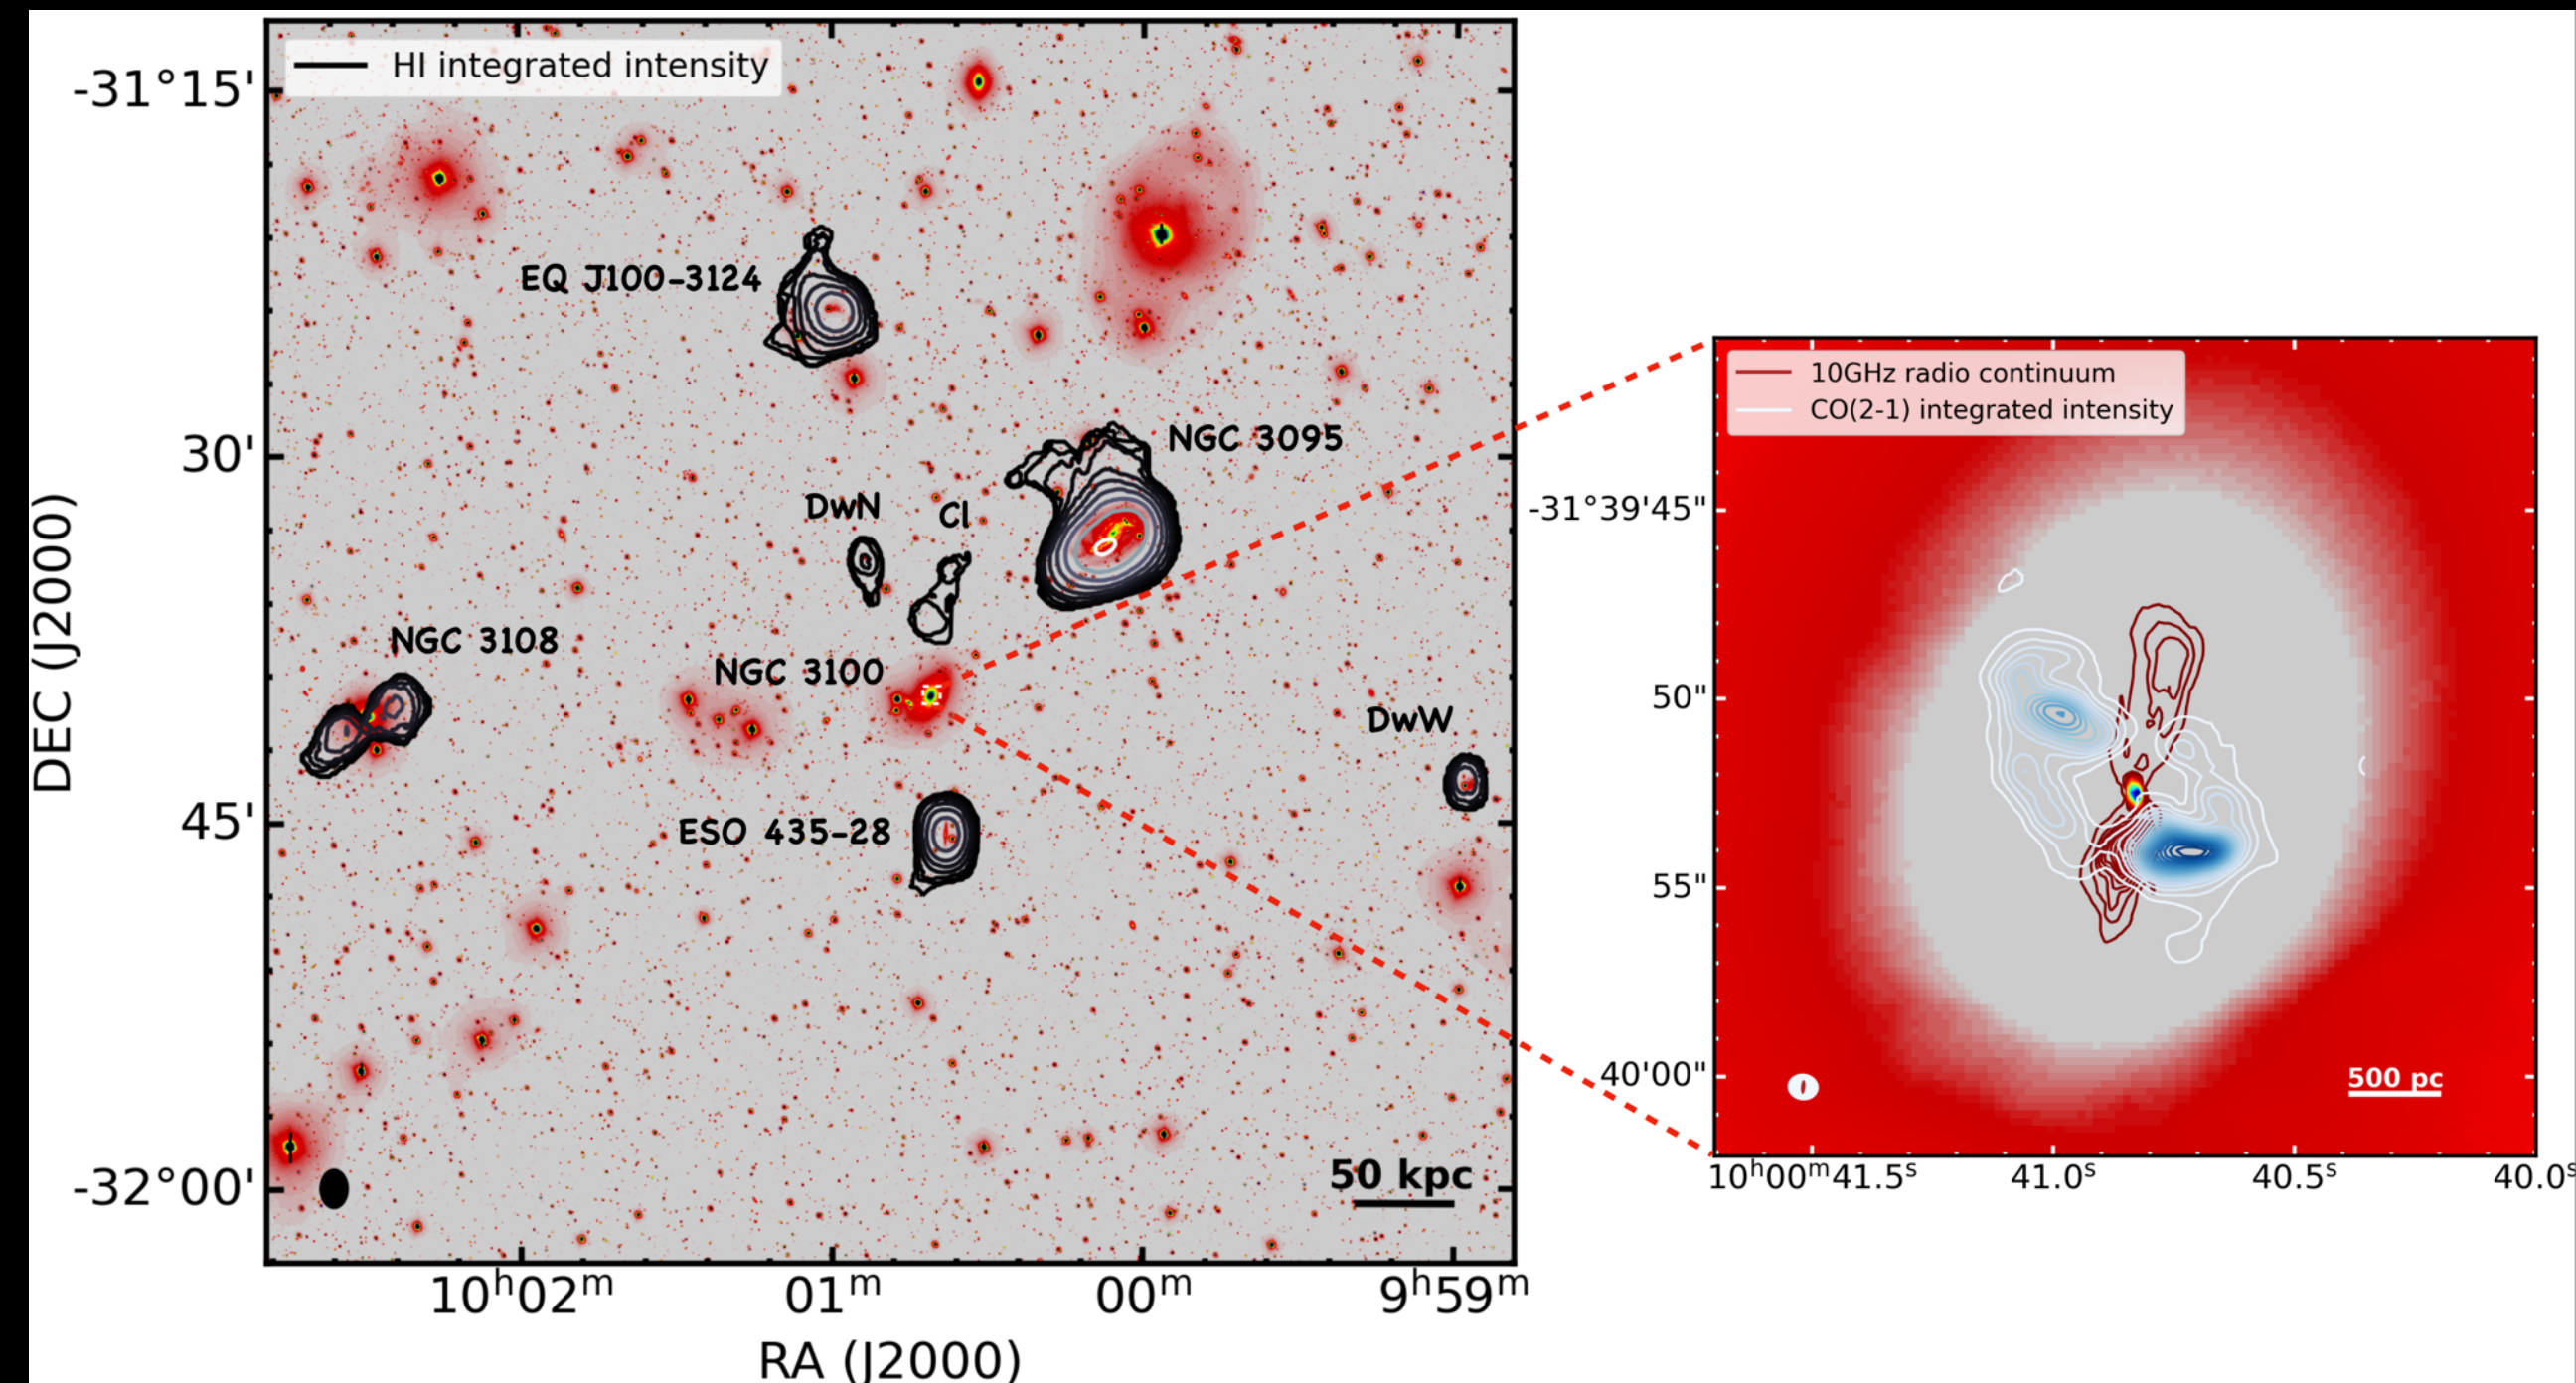 HI integrated intensity
-31°15'
30'
45'
-32°00'
DEC (J2000)
EQ J100-3124
NGC 3095
DwN
Cl
NGC 3108
NGC 3100
DwW
ESO 435-28
50 kpc
10ʰ02ᵐ
01ᵐ
00ᵐ
9ʰ59ᵐ
RA (J2000)
10GHz radio continuum
CO(2-1) integrated intensity
-31°39'45"
50"
55"
40'00"
500 pc
10ʰ00ᵐ41.5ˢ
41.0ˢ
40.5ˢ
40.0ˢ